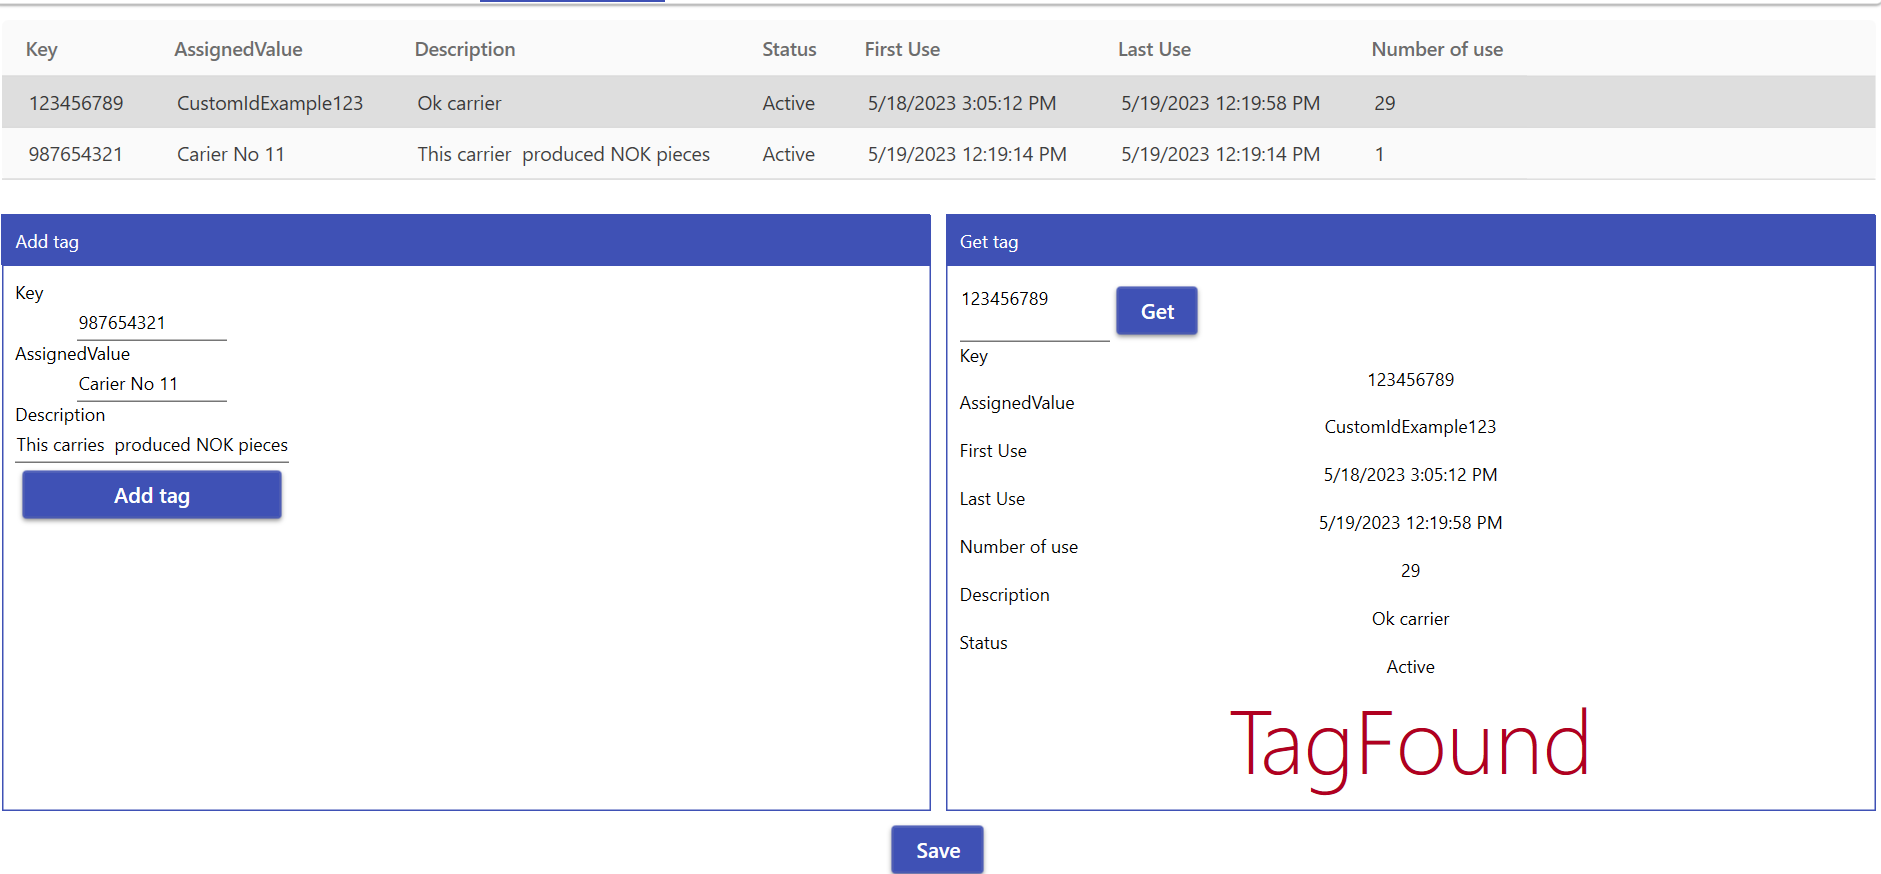 Key AssignedValue Description Status First Use Last Use Number of use
123456789 CustomIdExample123 Ok carrier Active 5/18/2023 3:05:12 PM 5/19/2023 12:19:58 PM 29
987654321 Carier No 11 This carrier  produced NOK pieces Active 5/19/2023 12:19:14 PM 5/19/2023 12:19:14 PM 1
Add tag
Key
987654321
AssignedValue
Carier No 11
Description
This carries  produced NOK pieces
Add tag
Get tag
123456789 Get
Key
123456789
AssignedValue
CustomIdExample123
First Use
5/18/2023 3:05:12 PM
Last Use
5/19/2023 12:19:58 PM
Number of use
29
Description
Ok carrier
Status
Active
TagFound
Save